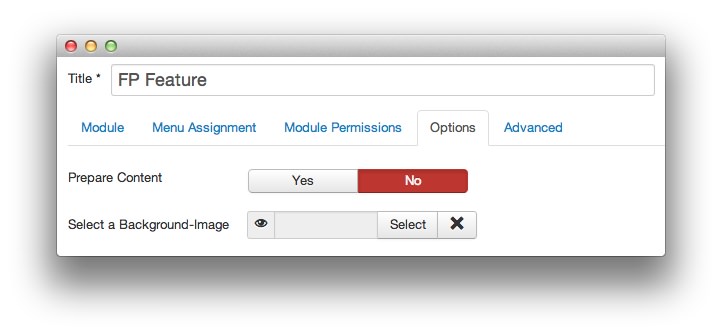 Title * FP Feature
Module Menu Assignment Module Permissions Options Advanced
Prepare Content Yes No
Select a Background-Image Select